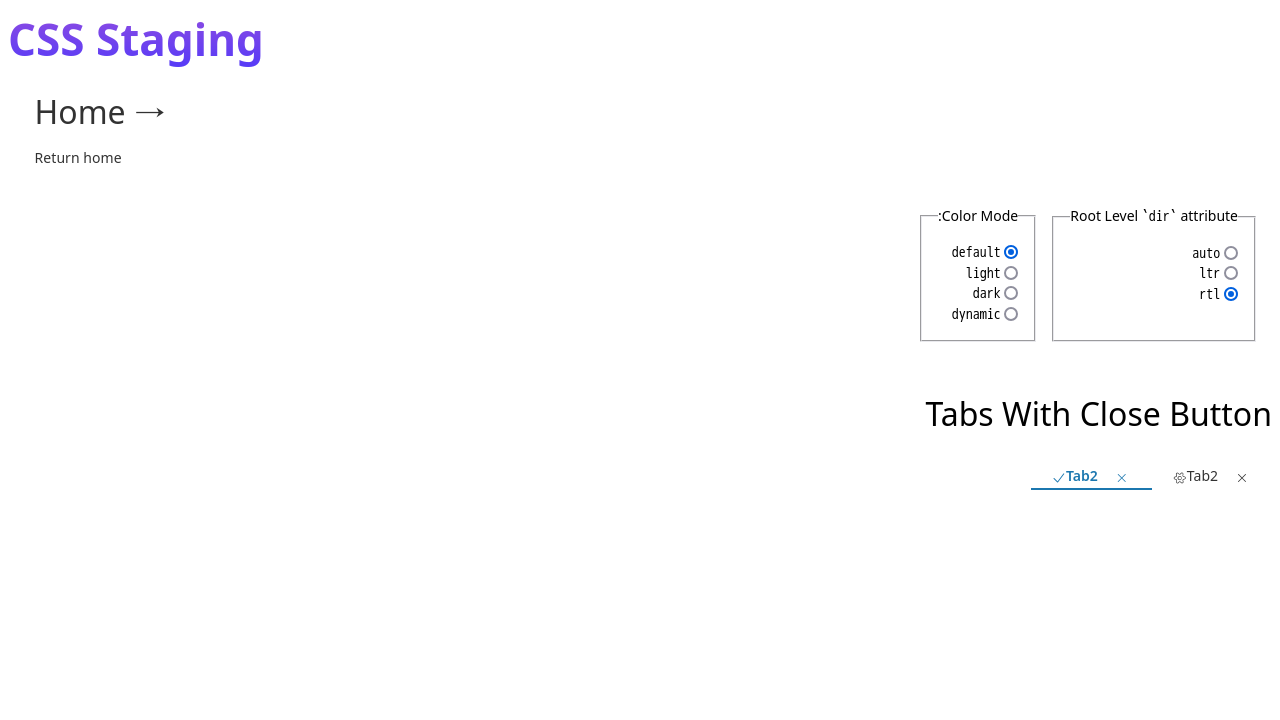 CSS Staging
Home →
Return home
:Color Mode
default
light
dark
dynamic
Root Level `dir` attribute
auto
ltr
rtl
Tabs With Close Button
Tab2
Tab2